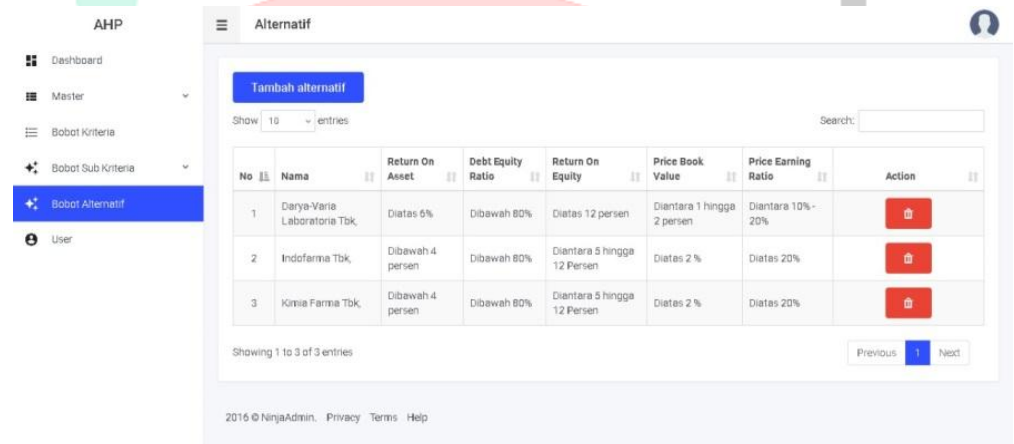 AHP
Alternatif
Dashboard
Master
Bobot Kriteria
Bobot Sub Kriteria
Bobot Alternatif
User
Tambah alternatif
Show 10 entries
Search:
No Nama Return On Asset Debt Equity Ratio Return On Equity Price Book Value Price Earning Ratio Action
1 Darya-Varia Laboratoria Tbk, Diatas 6% Dibawah 80% Diatas 12 persen Diantara 1 hingga 2 persen Diantara 10% - 20%
2 Indofarma Tbk, Dibawah 4 persen Dibawah 80% Diantara 5 hingga 12 Persen Diatas 2 % Diatas 20%
3 Kimia Farma Tbk, Dibawah 4 persen Dibawah 80% Diantara 5 hingga 12 Persen Diatas 2 % Diatas 20%
Showing 1 to 3 of 3 entries
Previous 1 Next
2016 © NinjaAdmin. Privacy Terms Help